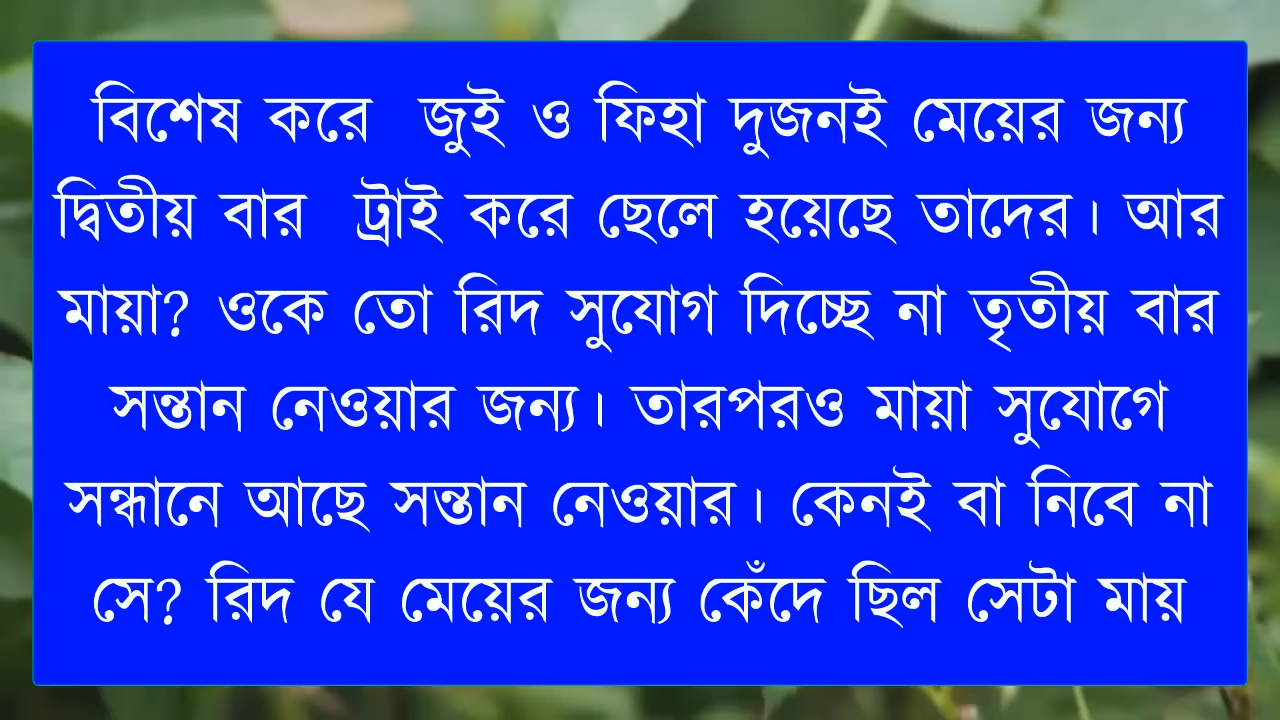 বিশেষ করে জুই ও ফিহা দুজনই মেয়ের জন্য
দ্বিতীয় বার ট্রাই করে ছেলে হয়েছে তাদের। আর
মায়া? ওকে তো রিদ সুযোগ দিচ্ছে না তৃতীয় বার
সন্তান নেওয়ার জন্য। তারপরও মায়া সুযোগে
সন্ধানে আছে সন্তান নেওয়ার। কেনই বা নিবে না
সে? রিদ যে মেয়ের জন্য কেঁদে ছিল সেটা মায়